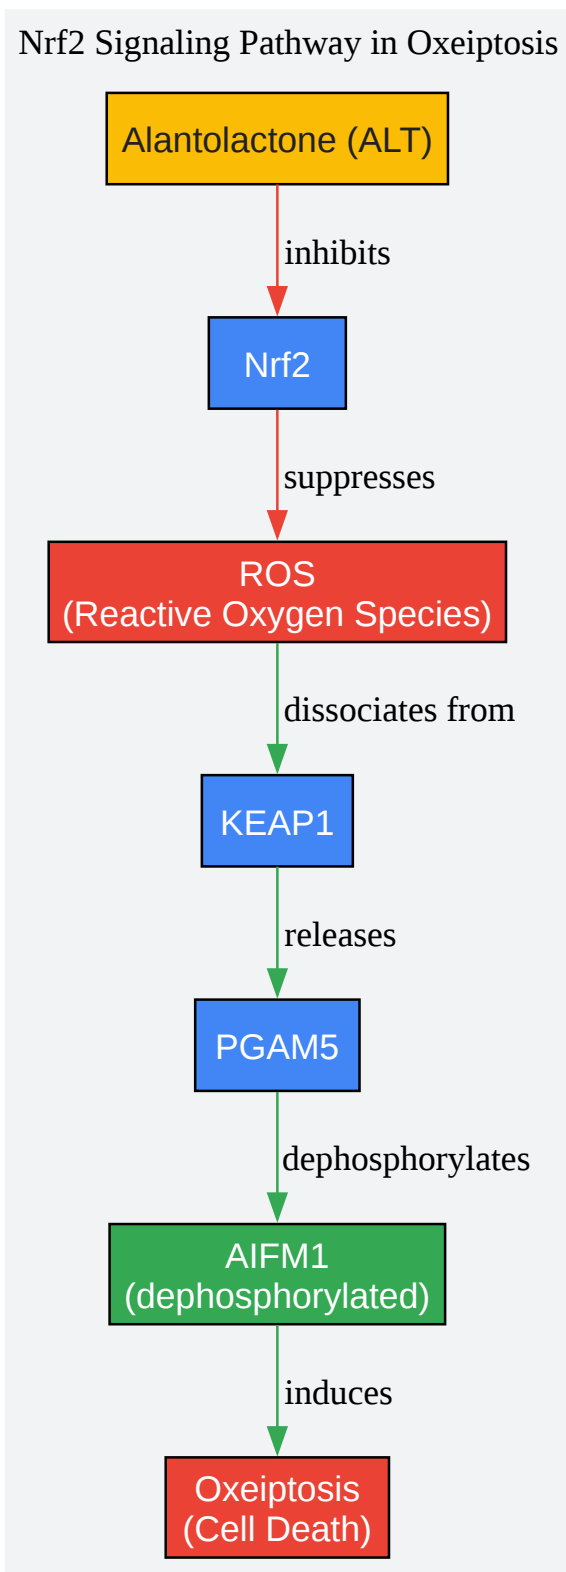 Nrf2 Signaling Pathway in Oxeiptosis
Alantolactone (ALT)
inhibits
Nrf2
suppresses
ROS
(Reactive Oxygen Species)
dissociates from
KEAP1
releases
PGAM5
dephosphorylates
AIFM1
(dephosphorylated)
induces
Oxeiptosis
(Cell Death)